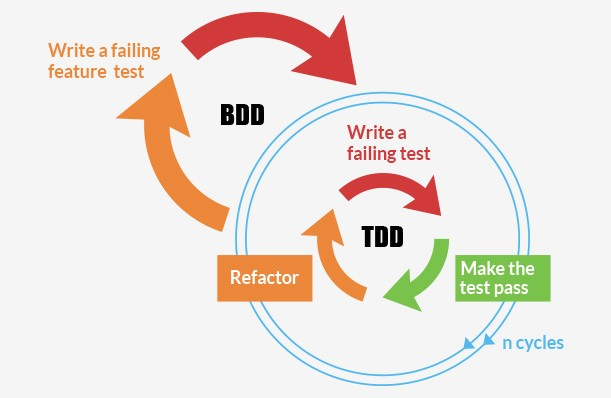 Write a failing
feature test
BDD
Write a
failing test
TDD
Refactor
Make the
test pass
n cycles